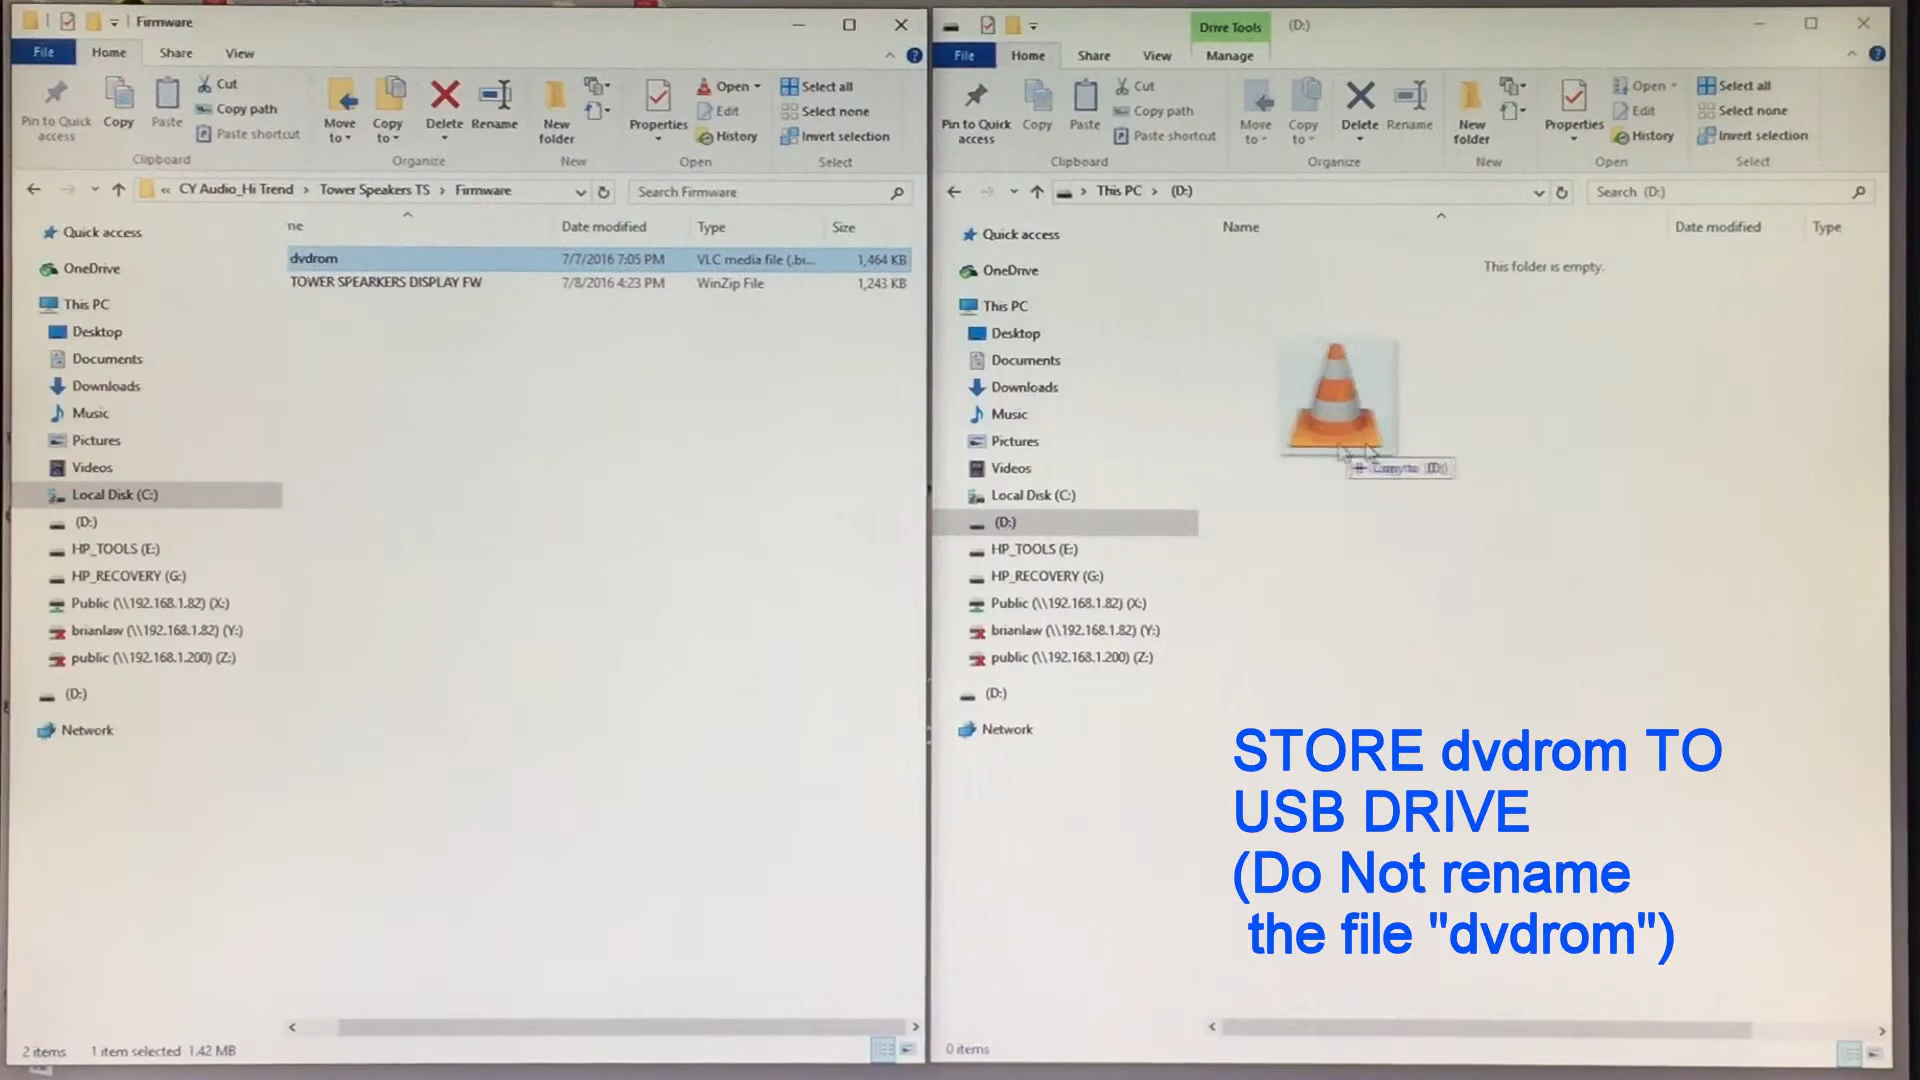 Firmware
File Home Share View
Pin to Quick access
Copy
Paste
Cut
Copy path
Paste shortcut
Clipboard
Move to
Copy to
Delete
Rename
Organize
New folder
New
Properties
Open
Edit
History
Open
Select all
Select none
Invert selection
Select
« CY Audio_Hi Trend › Tower Speakers TS › Firmware
Search Firmware
ne Date modified Type Size
dvdrom 7/7/2016 7:05 PM VLC media file (.bi... 1,464 KB
TOWER SPEARKERS DISPLAY FW 7/8/2016 4:23 PM WinZip File 1,243 KB
Quick access
OneDrive
This PC
Desktop
Documents
Downloads
Music
Pictures
Videos
Local Disk (C:)
(D:)
HP_TOOLS (E:)
HP_RECOVERY (G:)
Public (\\192.168.1.82) (X:)
brianlaw (\\192.168.1.82) (Y:)
public (\\192.168.1.200) (Z:)
(D:)
Network
2 items 1 item selected 1.42 MB
Drive Tools (D:)
File Home Share View Manage
Pin to Quick access
Copy
Paste
Cut
Copy path
Paste shortcut
Clipboard
Move to
Copy to
Delete
Rename
Organize
New folder
New
Properties
Open
Edit
History
Open
Select all
Select none
Invert selection
Select
› This PC › (D:)
Search (D:)
Name Date modified Type
This folder is empty.
Quick access
OneDrive
This PC
Desktop
Documents
Downloads
Music
Pictures
Videos
Local Disk (C:)
(D:)
HP_TOOLS (E:)
HP_RECOVERY (G:)
Public (\\192.168.1.82) (X:)
brianlaw (\\192.168.1.82) (Y:)
public (\\192.168.1.200) (Z:)
(D:)
Network
0 items
STORE dvdrom TO
USB DRIVE
(Do Not rename
the file "dvdrom")